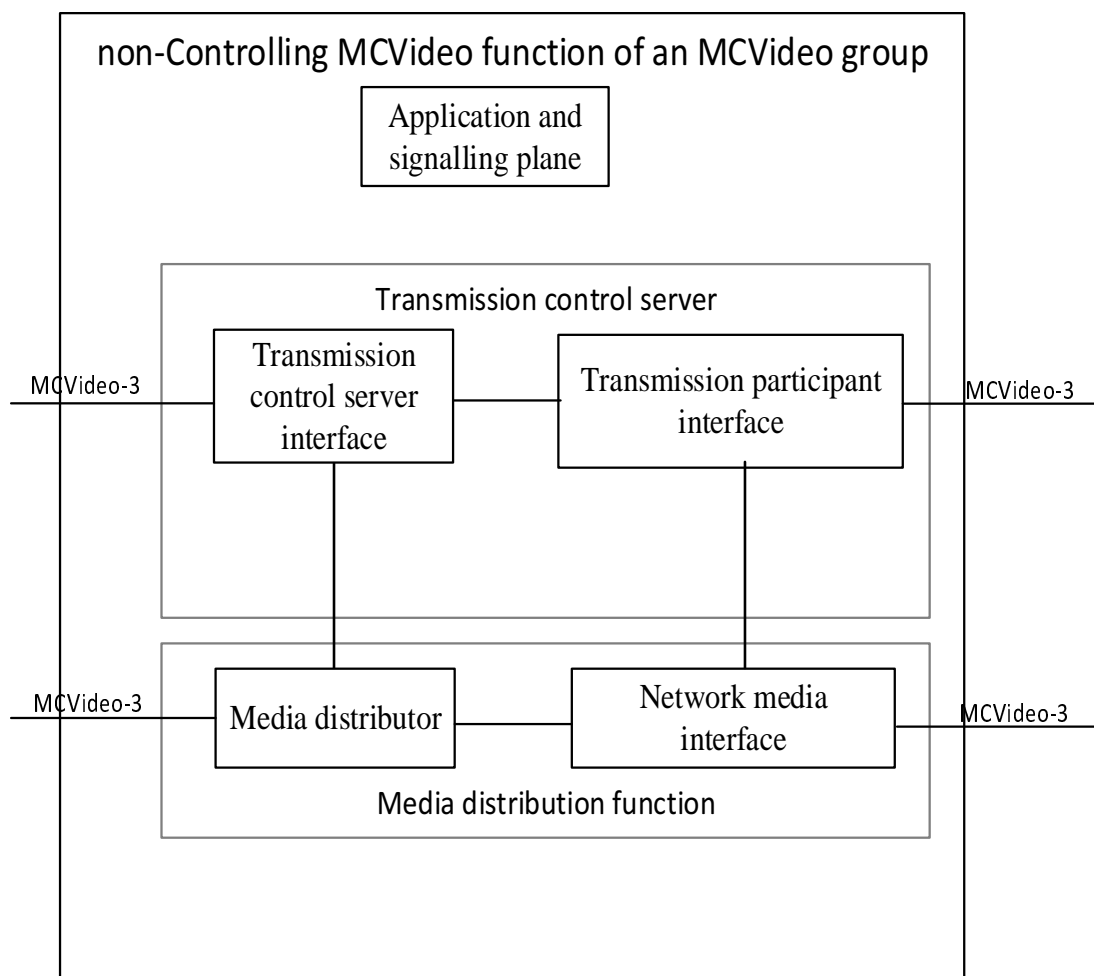 non-Controlling MCVideo function of an MCVideo group
Application and
signalling plane
Transmission control server
Transmission
control server
interface
Transmission participant
interface
MCVideo-3
MCVideo-3
Media distributor
Network media
interface
MCVideo-3
MCVideo-3
Media distribution function